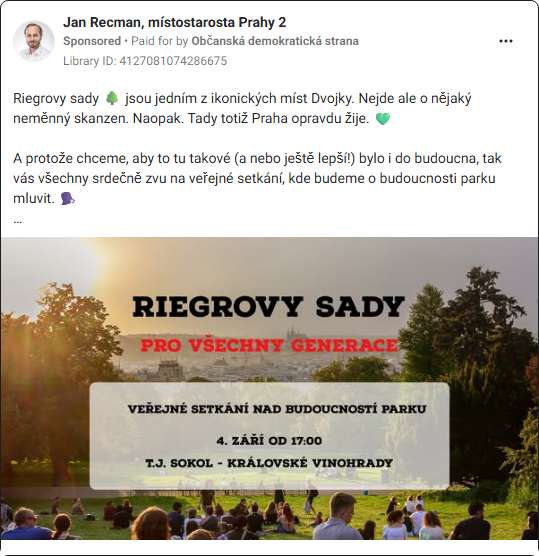 Jan Recman, místostarosta Prahy 2
Sponsored • Paid for by Občanská demokratická strana
Library ID: 4127081074286675
Riegrovy sady 🌳 jsou jedním z ikonických míst Dvojky. Nejde ale o nějaký
neměnný skanzen. Naopak. Tady totiž Praha opravdu žije. 💚
A protože chceme, aby to tu takové (a nebo ještě lepší!) bylo i do budoucna, tak
vás všechny srdečně zvu na veřejné setkání, kde budeme o budoucnosti parku
mluvit. 🗣
...
RIEGROVY SADY
PRO VŠECHNY GENERACE
VEŘEJNÉ SETKÁNÍ NAD BUDOUCNOSTÍ PARKU
4. ZÁŘÍ OD 17:00
T.J. SOKOL - KRÁLOVSKÉ VINOHRADY